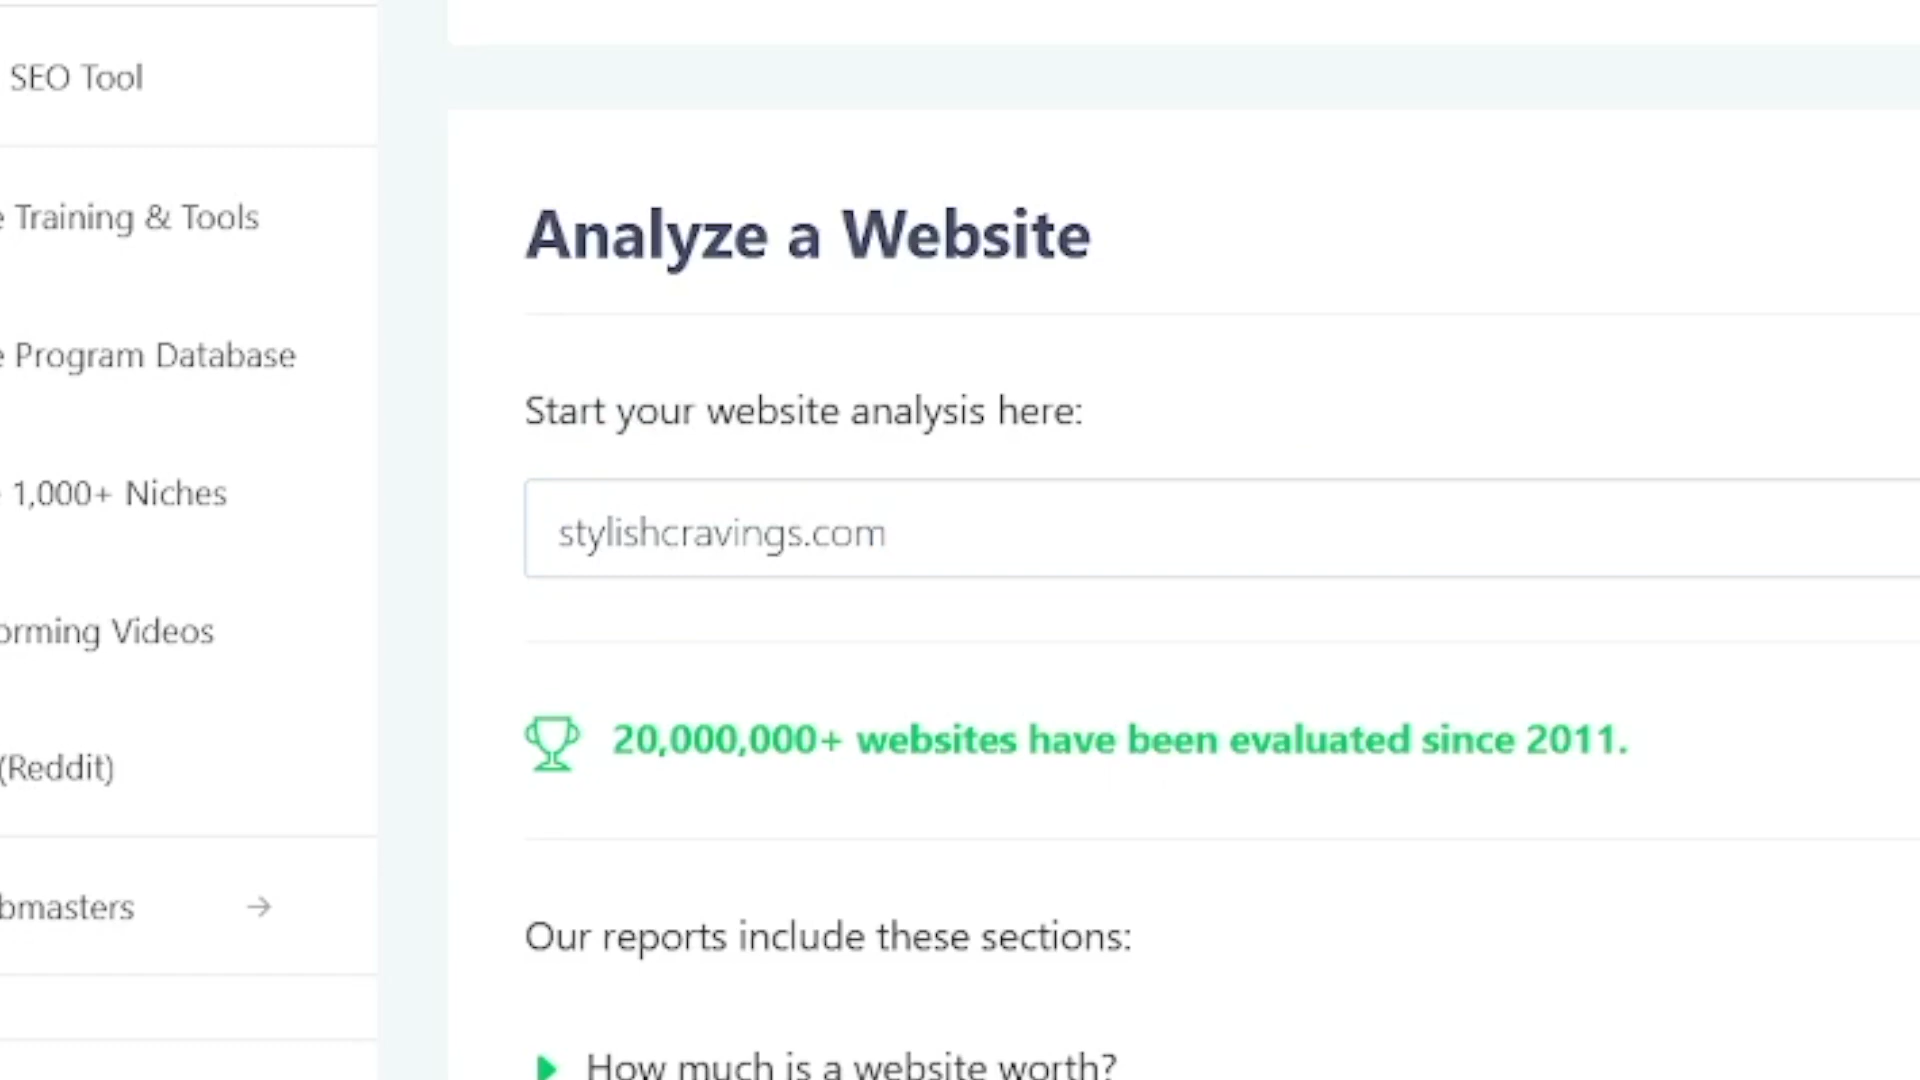 SEO Tool
Training & Tools
Program Database
1,000+ Niches
orming Videos
(Reddit)
bmasters
Analyze a Website
Start your website analysis here:
stylishcravings.com
20,000,000+ websites have been evaluated since 2011.
Our reports include these sections:
How much is a website worth?